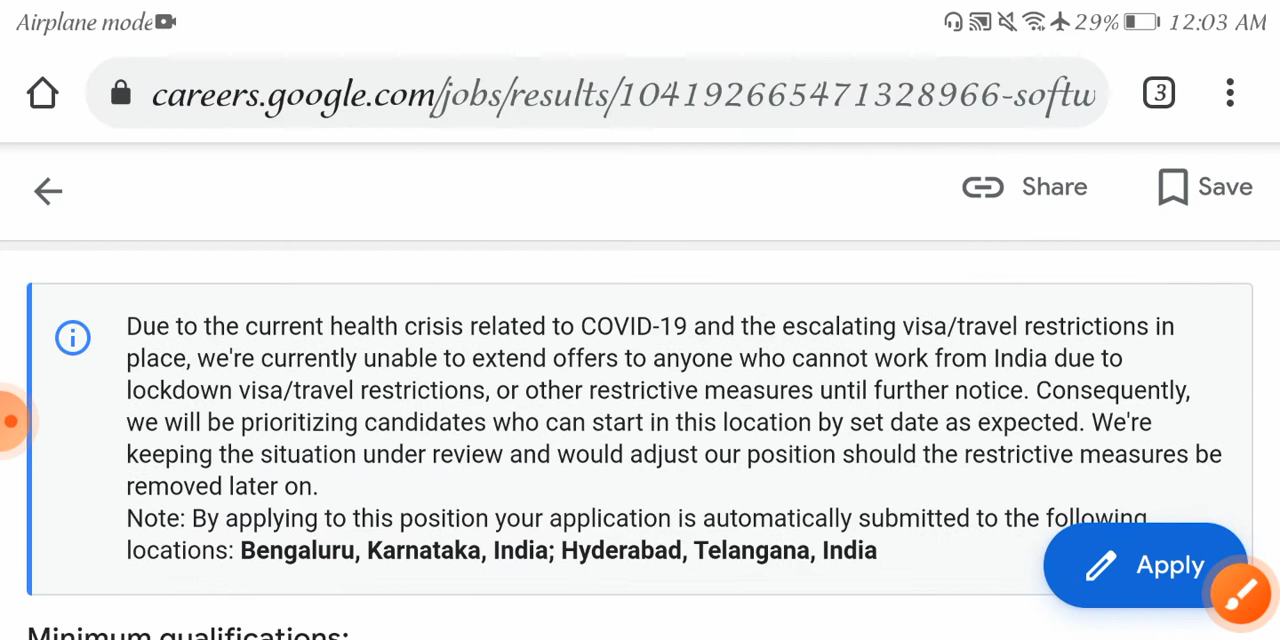 Airplane mode 29% 12:03 AM
careers.google.com/jobs/results/104192665471328966-softw 3
Share Save
Due to the current health crisis related to COVID-19 and the escalating visa/travel restrictions in
place, we're currently unable to extend offers to anyone who cannot work from India due to
lockdown visa/travel restrictions, or other restrictive measures until further notice. Consequently,
we will be prioritizing candidates who can start in this location by set date as expected. We're
keeping the situation under review and would adjust our position should the restrictive measures be
removed later on.
Note: By applying to this position your application is automatically submitted to the following
locations: Bengaluru, Karnataka, India; Hyderabad, Telangana, India
Apply
Minimum qualifications: